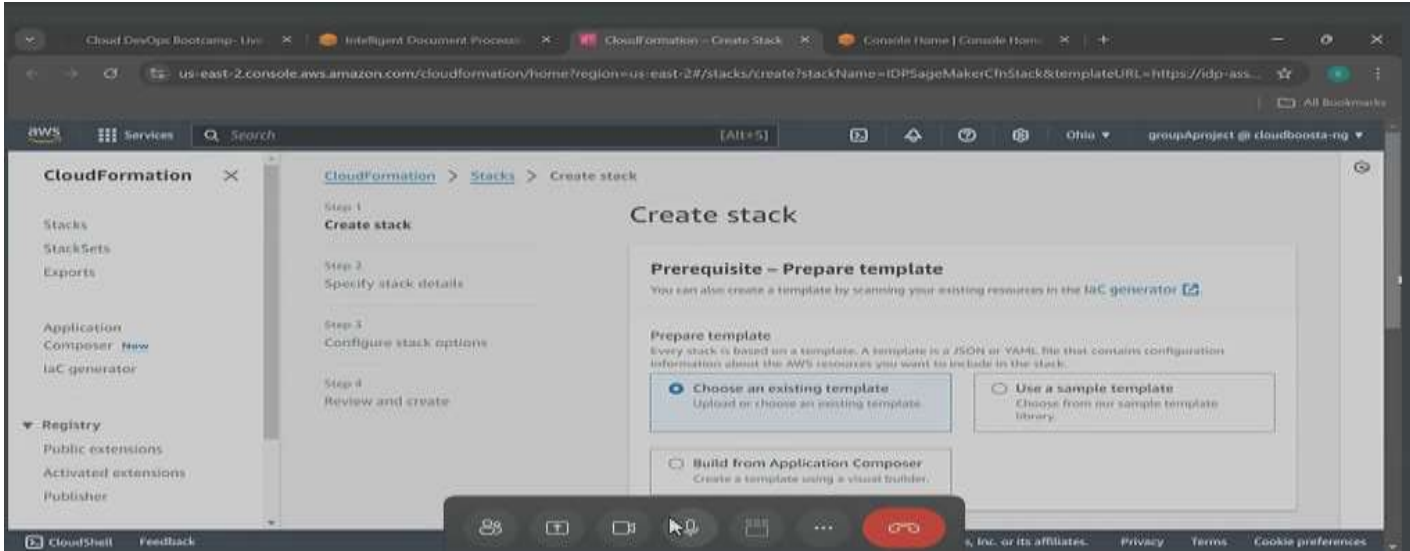 Cloud DevOps Bootcamp- Live
Intelligent Document Process
CloudFormation - Create Stack
Console Home | Console Home
us-east-2.console.aws.amazon.com/cloudformation/home?region=us-east-2#/stacks/create?stackName=IDPSageMakerCfnStack&templateURL=https://idp-ass...
All Bookmarks
aws
Services
Search
[Alt+S]
Ohio
groupAproject @ cloudboosta-ng
CloudFormation
Stacks
StackSets
Exports
Application
Composer New
IaC generator
Registry
Public extensions
Activated extensions
Publisher
CloudFormation > Stacks > Create stack
Step 1
Create stack
Step 2
Specify stack details
Step 3
Configure stack options
Step 4
Review and create
Create stack
Prerequisite – Prepare template
You can also create a template by scanning your existing resources in the IaC generator
Prepare template
Every stack is based on a template. A template is a JSON or YAML file that contains configuration
information about the AWS resources you want to include in the stack.
Choose an existing template
Upload or choose an existing template.
Use a sample template
Choose from our sample template
library.
Build from Application Composer
Create a template using a visual builder.
CloudShell
Feedback
s, Inc. or its affiliates.
Privacy
Terms
Cookie preferences